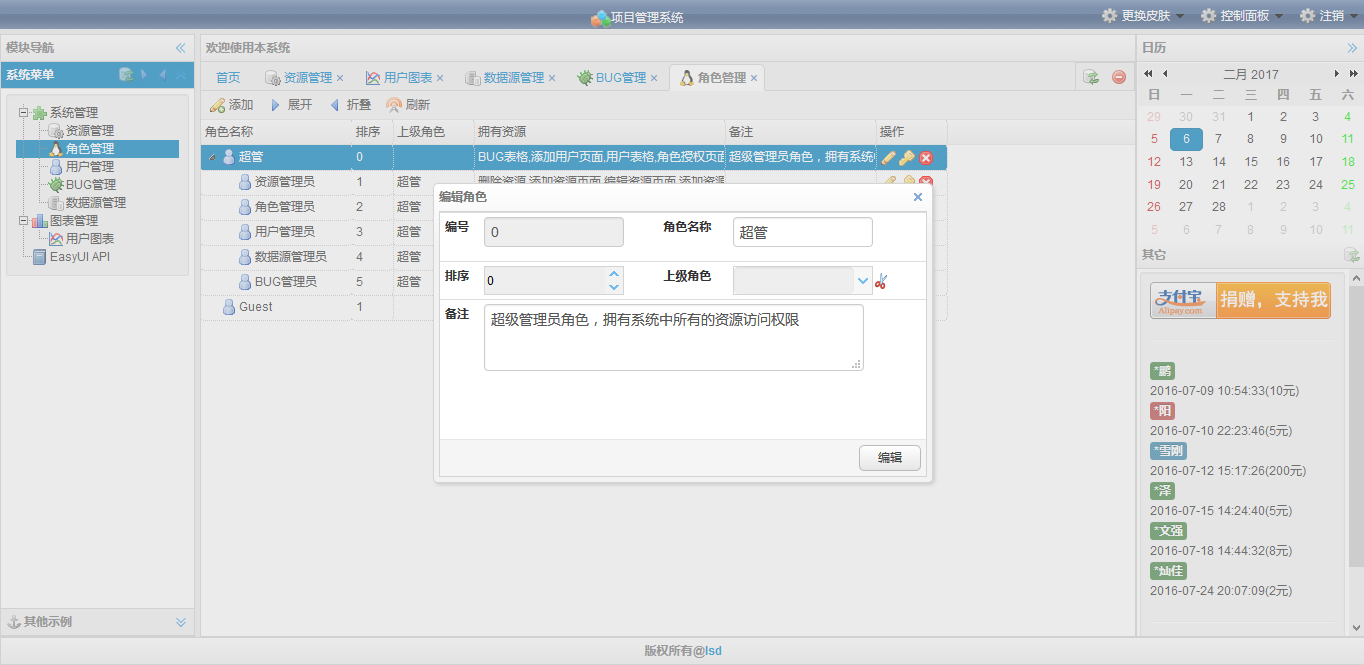 项目管理系统
更换皮肤 控制面板 注销
模块导航
系统菜单
系统管理
资源管理
角色管理
用户管理
BUG管理
数据源管理
图表管理
用户图表
EasyUI API
其他示例
欢迎使用本系统
首页 资源管理 用户图表 数据源管理 BUG管理 角色管理
添加 展开 折叠 刷新
角色名称 排序 上级角色 拥有资源 备注 操作
超管 0 BUG表格,添加用户页面,用户表格,角色授权页面 超级管理员角色，拥有系统
资源管理员 1 超管 删除资源,添加资源页面,编辑资源页面,添加资源
角色管理员 2 超管
用户管理员 3 超管
数据源管理员 4 超管
BUG管理员 5 超管
Guest 1
编辑角色
编号 0 角色名称 超管
排序 0 上级角色
备注 超级管理员角色，拥有系统中所有的资源访问权限
编辑
日历
二月 2017
日 一 二 三 四 五 六
29 30 31 1 2 3 4
5 6 7 8 9 10 11
12 13 14 15 16 17 18
19 20 21 22 23 24 25
26 27 28 1 2 3 4
5 6 7 8 9 10 11
其它
支付宝 捐赠，支持我
Alipay.com
*鹏
2016-07-09 10:54:33(10元)
*阳
2016-07-10 22:23:46(5元)
*雪刚
2016-07-12 15:17:26(200元)
*泽
2016-07-15 14:24:40(5元)
*文强
2016-07-18 14:44:32(8元)
*灿佳
2016-07-24 20:07:09(2元)
版权所有@lsd